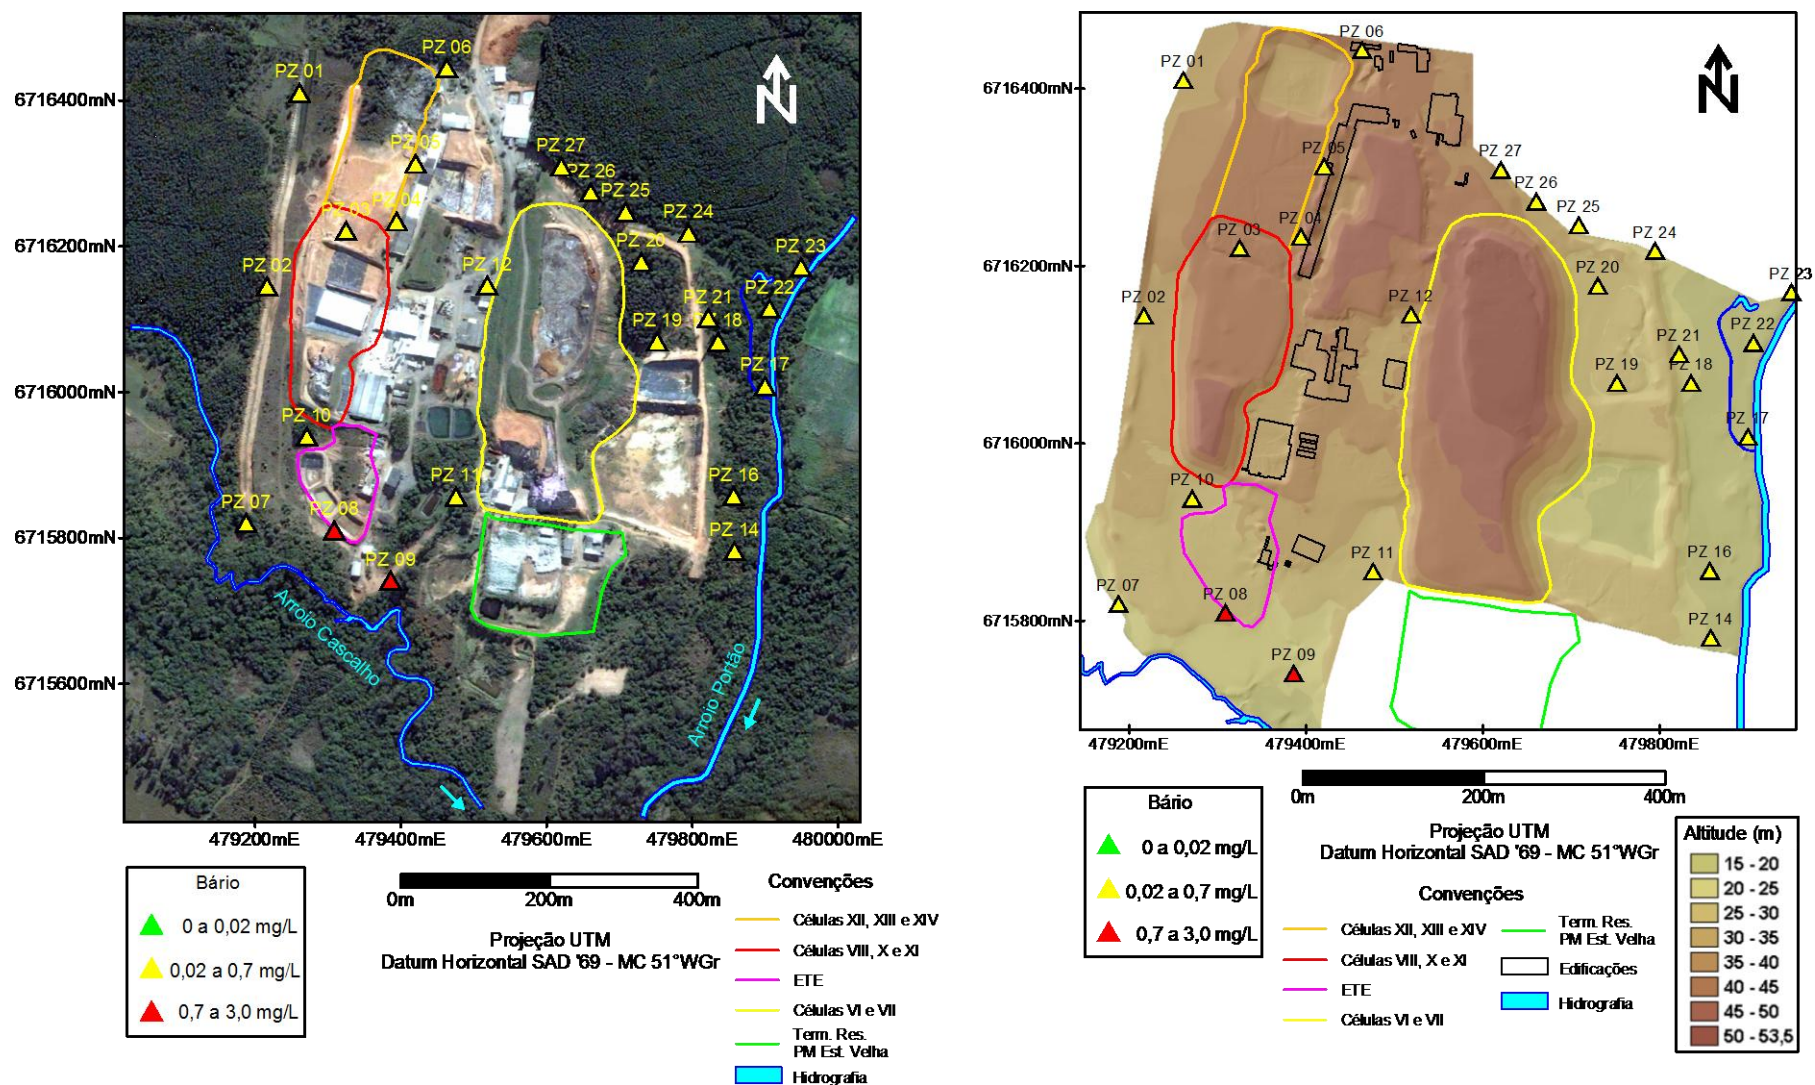 6716400mN
6716200mN
6716000mN
6715800mN
6715600mN
479200mE
479400mE
479600mE
479800mE
480000mE
N
PZ 06
PZ 01
PZ 05
PZ 27
PZ 26
PZ 25
PZ 04
PZ 03
PZ 24
PZ 20
PZ 23
PZ 02
PZ 12
PZ 22
PZ 21
PZ 19
PZ 18
PZ 17
PZ 10
PZ 11
PZ 16
PZ 07
PZ 08
PZ 14
PZ 09
Arroio Cascalho
Arroio Portão
Bário
0 a 0,02 mg/L
0,02 a 0,7 mg/L
0,7 a 3,0 mg/L
0m
200m
400m
Projeção UTM
Datum Horizontal SAD '69 - MC 51°WGr
Convenções
Células XII, XIII e XIV
Células VIII, X e XI
ETE
Células VI e VII
Term. Res.
PM Est. Velha
Hidrografia
6716400mN
6716200mN
6716000mN
6715800mN
479200mE
479400mE
479600mE
479800mE
N
PZ 06
PZ 01
PZ 05
PZ 27
PZ 26
PZ 25
PZ 04
PZ 03
PZ 24
PZ 20
PZ 23
PZ 02
PZ 12
PZ 22
PZ 21
PZ 19
PZ 18
PZ 17
PZ 10
PZ 11
PZ 16
PZ 07
PZ 08
PZ 14
PZ 09
Bário
0 a 0,02 mg/L
0,02 a 0,7 mg/L
0,7 a 3,0 mg/L
0m
200m
400m
Projeção UTM
Datum Horizontal SAD '69 - MC 51°WGr
Convenções
Células XII, XIII e XIV
Células VIII, X e XI
ETE
Células VI e VII
Term. Res.
PM Est. Velha
Edificações
Hidrografia
Altitude (m)
15 - 20
20 - 25
25 - 30
30 - 35
35 - 40
40 - 45
45 - 50
50 - 53,5